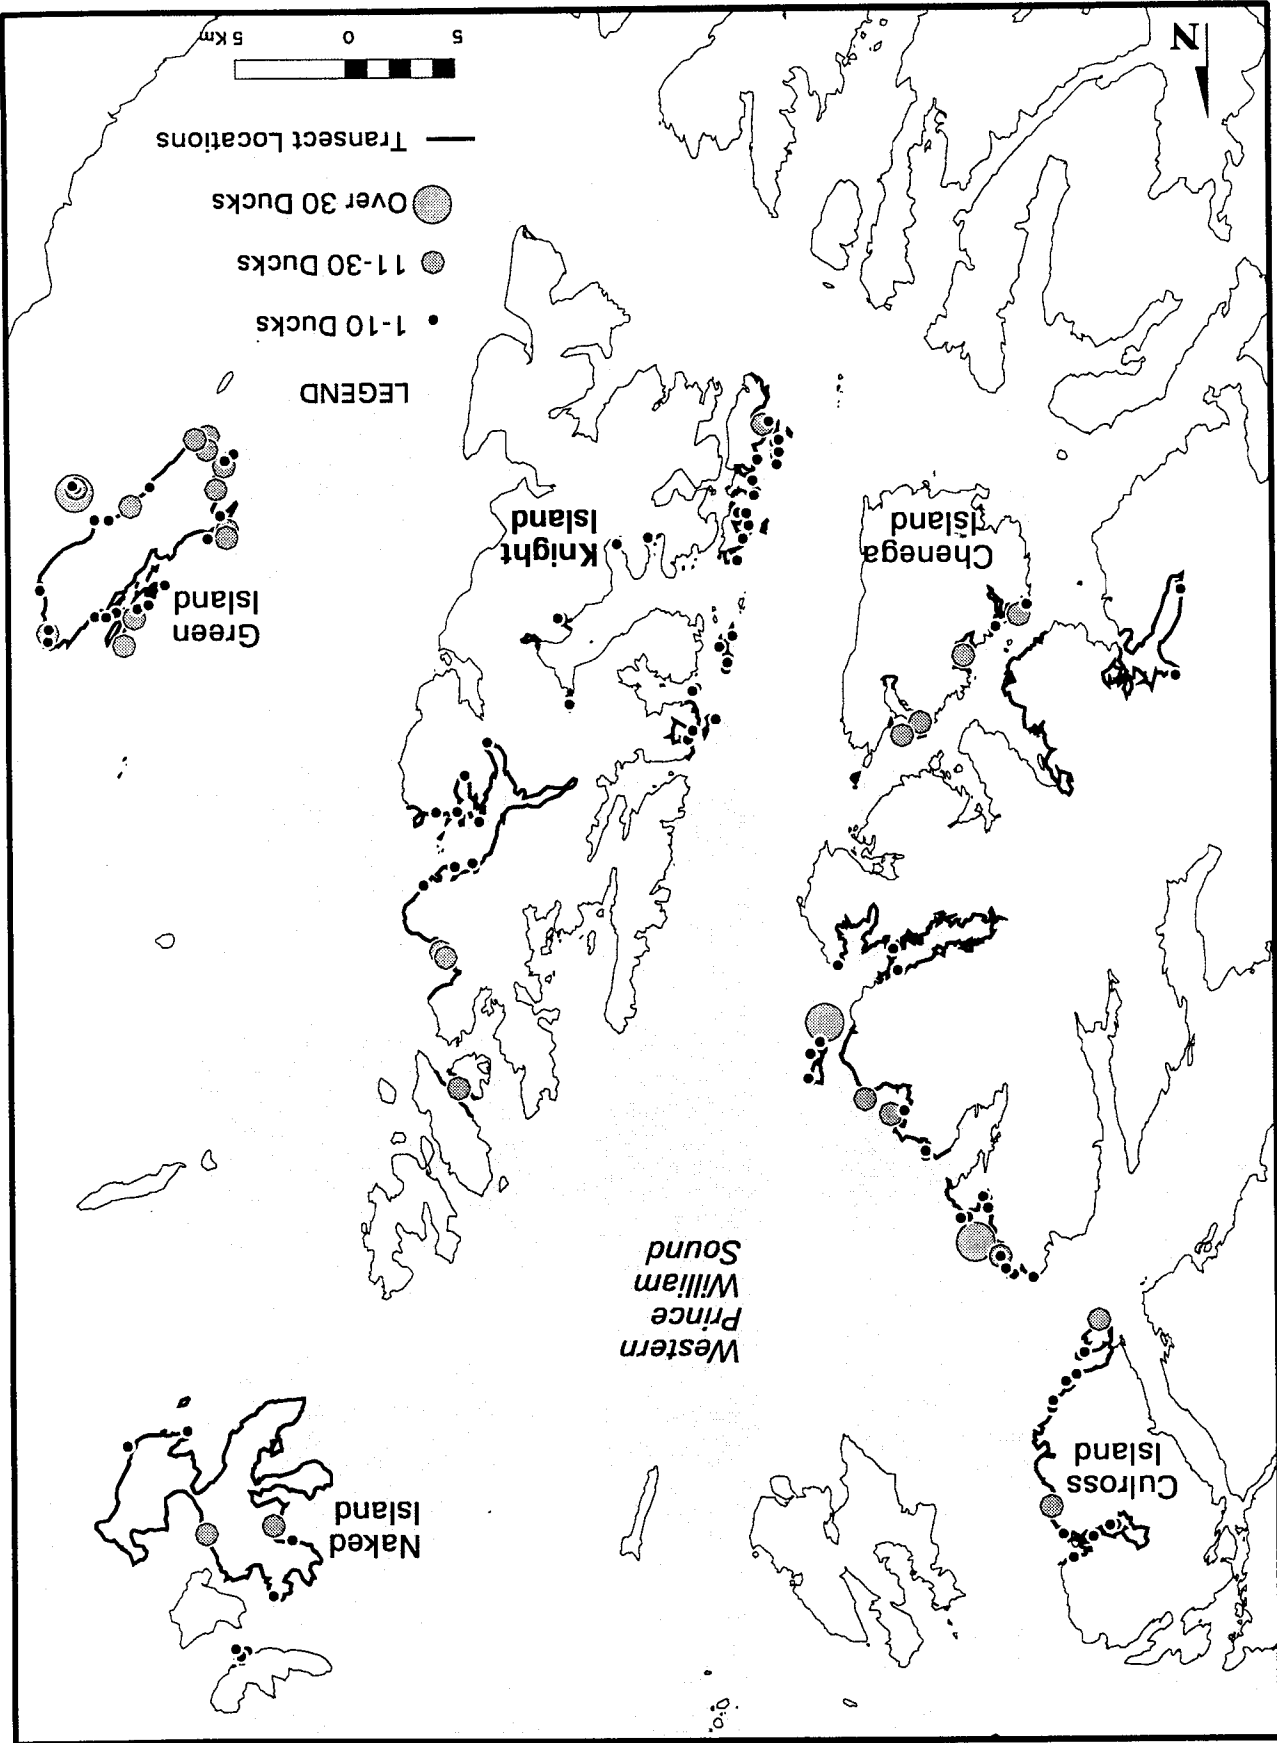 Naked
Island
Culross
Island
Western
Prince
William
Sound
Green
Island
Chenega
Island
Knight
Island
LEGEND
1-10 Ducks
11-30 Ducks
Over 30 Ducks
Transect Locations
5 0 5 Km
N